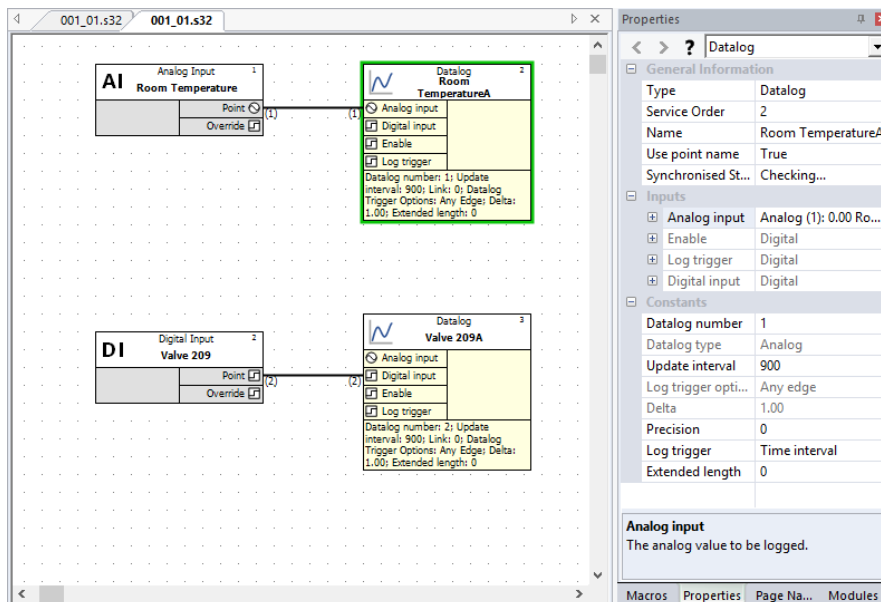 001_01.s32
001_01.s32
Analog Input 1
AI
Room Temperature
Point
(1)
Override
Datalog 2
Room
TemperatureA
(1)
Analog input
Digital input
Enable
Log trigger
Datalog number: 1; Update
interval: 900; Link: 0; Datalog
Trigger Options: Any Edge; Delta:
1.00; Extended length: 0
Digital Input 2
DI
Valve 209
Point
(2)
Override
Datalog 3
Valve 209A
Analog input
(2)
Digital input
Enable
Log trigger
Datalog number: 2; Update
interval: 900; Link: 0; Datalog
Trigger Options: Any Edge; Delta:
1.00; Extended length: 0
Properties
? Datalog
General Information
Type Datalog
Service Order 2
Name Room TemperatureA
Use point name True
Synchronised St... Checking...
Inputs
Analog input Analog (1): 0.00 Ro...
Enable Digital
Log trigger Digital
Digital input Digital
Constants
Datalog number 1
Datalog type Analog
Update interval 900
Log trigger opti... Any edge
Delta 1.00
Precision 0
Log trigger Time interval
Extended length 0
Analog input
The analog value to be logged.
Macros Properties Page Na... Modules